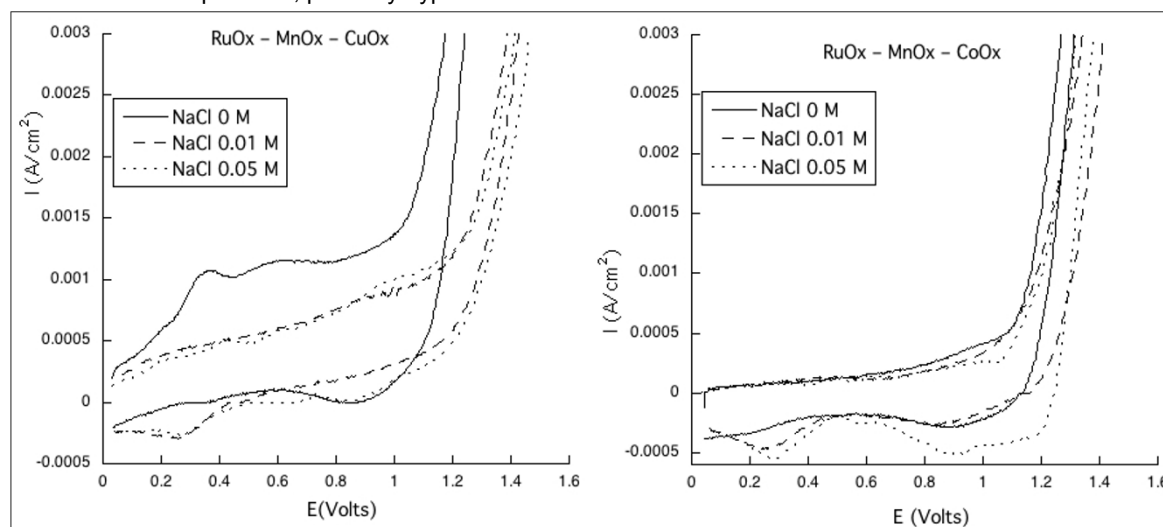 RuOx – MnOx – CuOx
NaCl 0 M
NaCl 0.01 M
NaCl 0.05 M
I (A/cm²)
0.003
0.0025
0.002
0.0015
0.001
0.0005
0
-0.0005
0 0.2 0.4 0.6 0.8 1 1.2 1.4 1.6
E(Volts)
RuOx – MnOx – CoOx
NaCl 0 M
NaCl 0.01 M
NaCl 0.05 M
I (A/cm²)
0.003
0.0025
0.002
0.0015
0.001
0.0005
0
-0.0005
0 0.2 0.4 0.6 0.8 1 1.2 1.4 1.6
E (Volts)